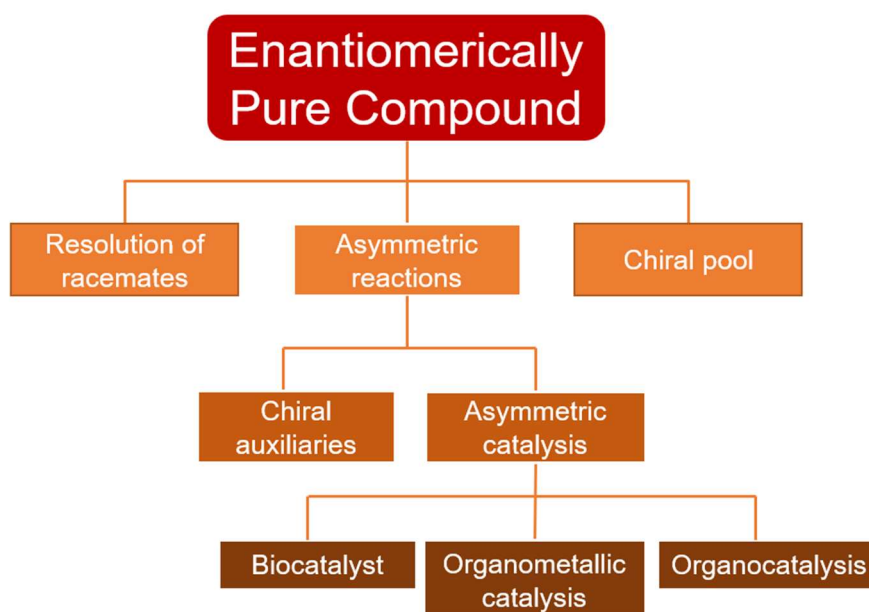 Enantiomerically
Pure Compound
Resolution of
racemates
Asymmetric
reactions
Chiral pool
Chiral
auxiliaries
Asymmetric
catalysis
Biocatalyst
Organometallic
catalysis
Organocatalysis